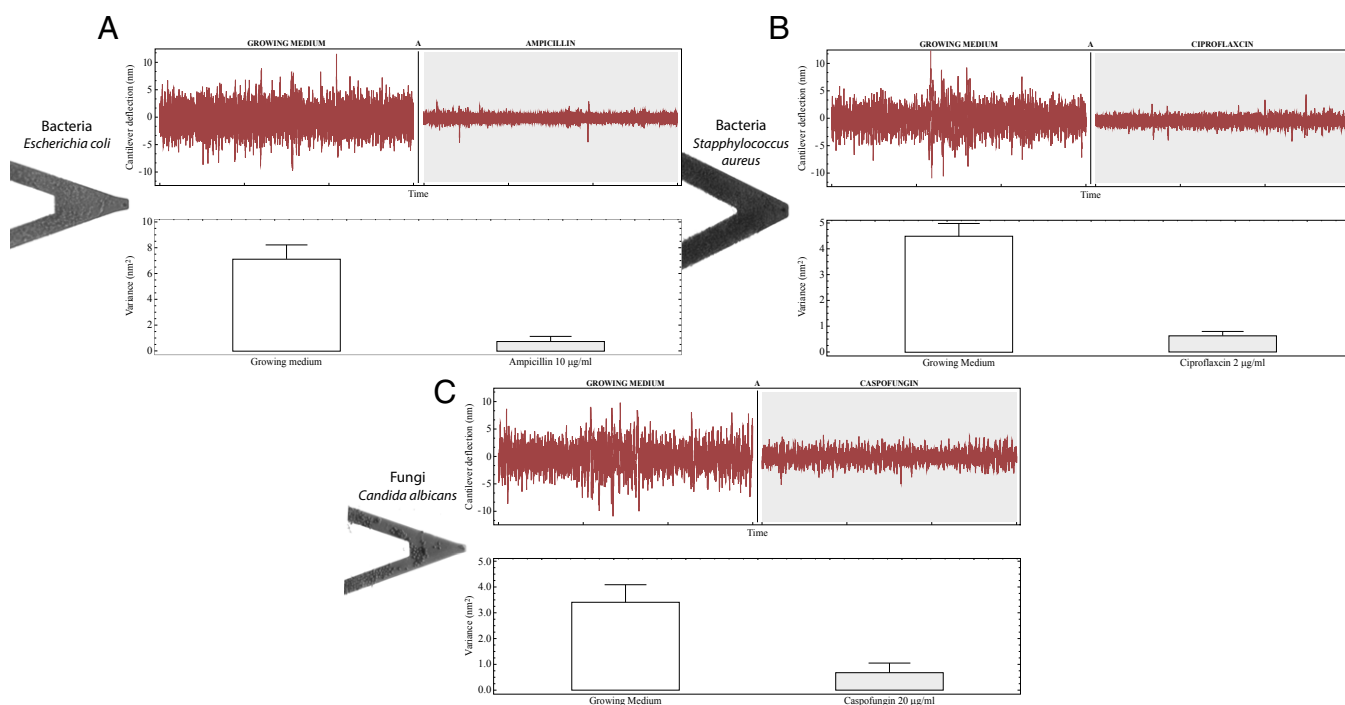 A
GROWING MEDIUM A AMPICILLIN
Cantilever deflection (nm)
10
5
0
-5
-10
Time
Bacteria
Escherichia coli
Variance (nm²)
10
8
6
4
2
0
Growing medium Ampicillin 10 µg/ml
B
GROWING MEDIUM A CIPROFLAXCIN
Cantilever deflection (nm)
10
5
0
-5
-10
Time
Bacteria
Stapphylococcus
aureus
Variance (nm²)
5
4
3
2
1
0
Growing Medium Ciproflaxcin 2 µg/ml
C
GROWING MEDIUM A CASPOFUNGIN
Cantilever deflection (nm)
10
5
0
-5
-10
Time
Fungi
Candida albicans
Variance (nm²)
5.0
4.0
3.0
2.0
1.0
0.0
Growing Medium Caspofungin 20 µg/ml